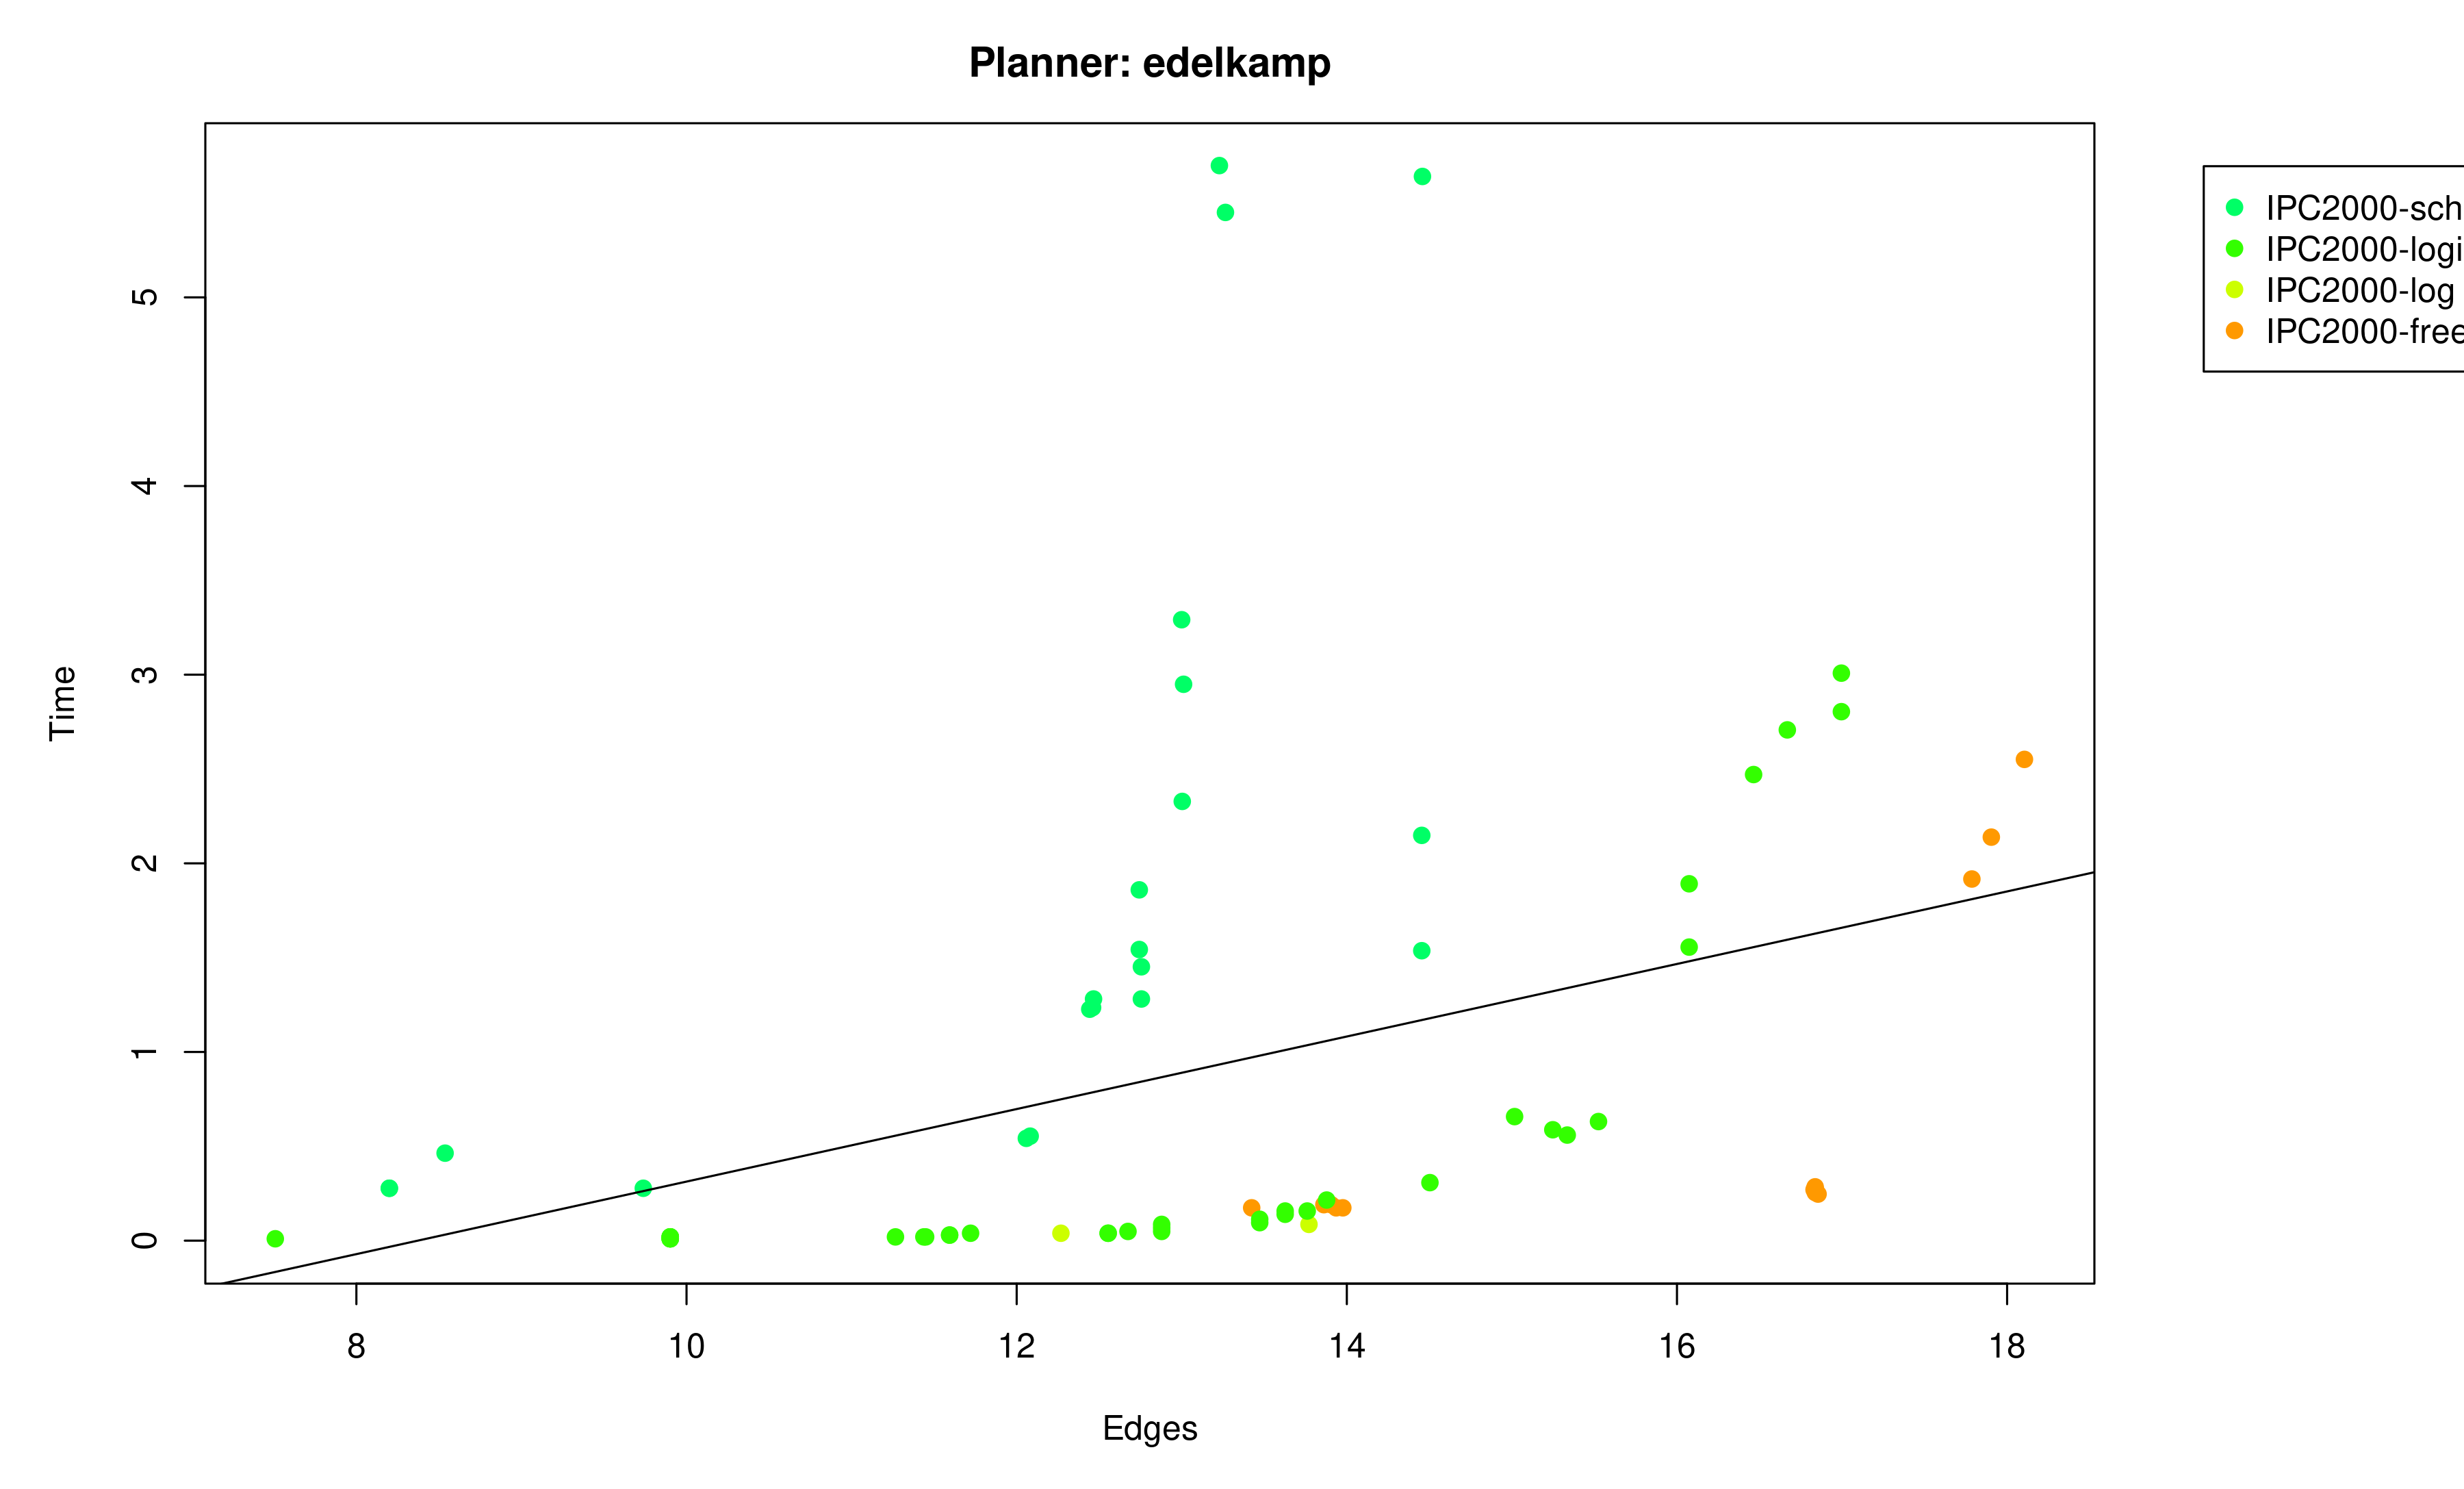 Planner: edelkamp
IPC2000-sch
IPC2000-logi
IPC2000-log
IPC2000-free
5
4
3
2
1
0
Time
8 10 12 14 16 18
Edges